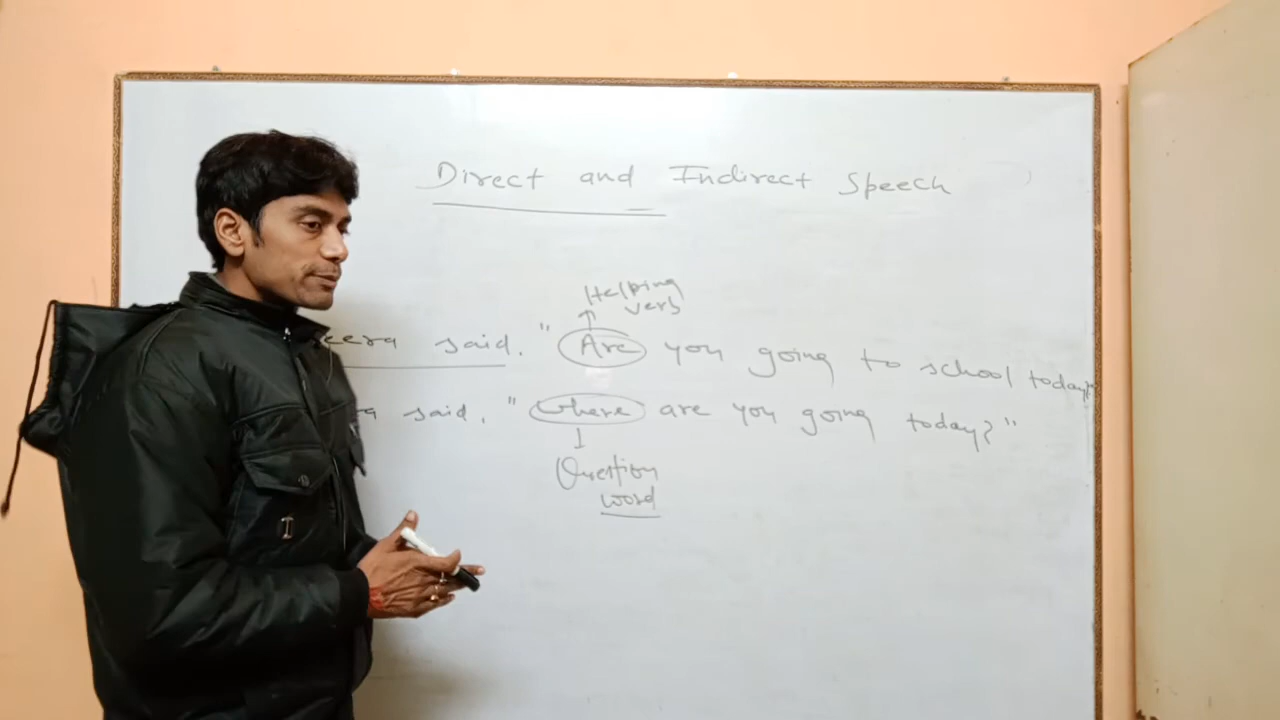 Direct and Indirect Speech
Helping
verb
said. " Are you going to school today?
said. " Where are you going today?"
Question
word